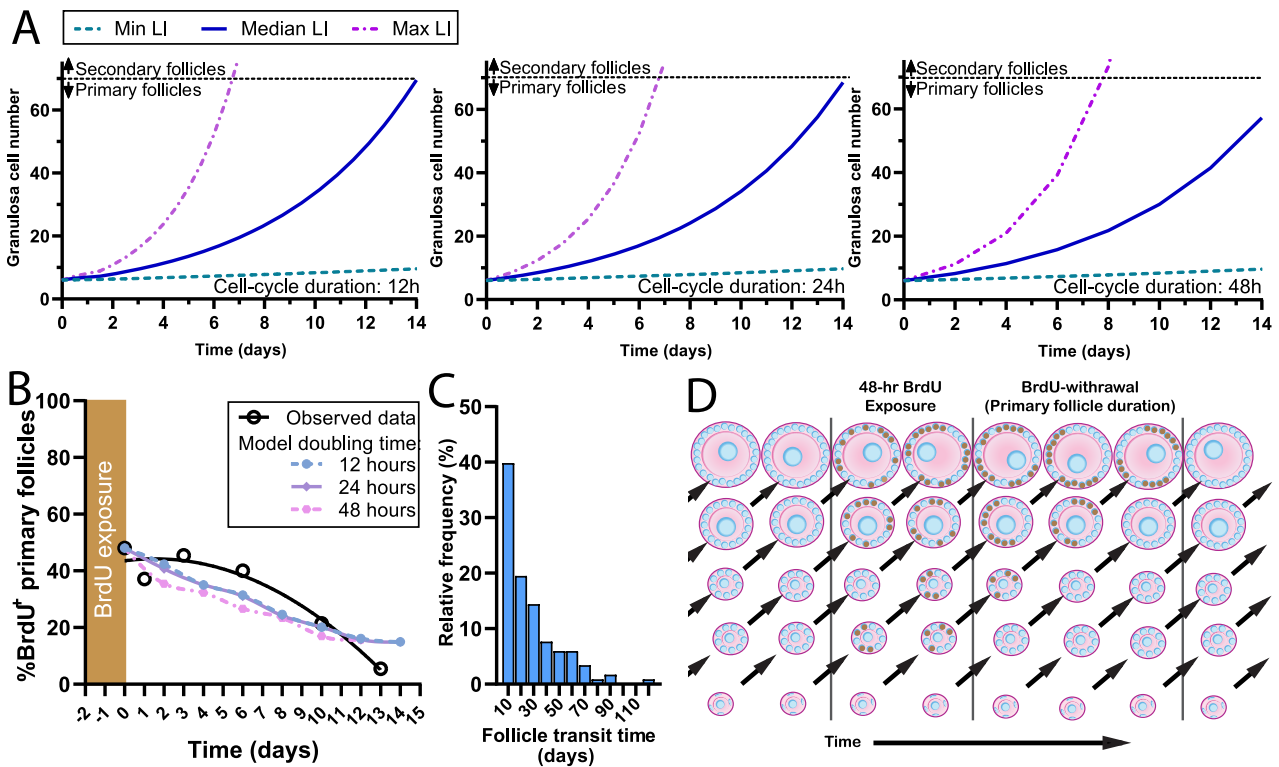 A
Min LI Median LI Max LI
Secondary follicles
Primary follicles
Granulosa cell number
60
40
20
0
Cell-cycle duration: 12h
0 2 4 6 8 10 12 14
Time (days)
Secondary follicles
Primary follicles
Granulosa cell number
60
40
20
0
Cell-cycle duration: 24h
0 2 4 6 8 10 12 14
Time (days)
Secondary follicles
Primary follicles
Granulosa cell number
60
40
20
0
Cell-cycle duration: 48h
0 2 4 6 8 10 12 14
Time (days)
B
%BrdU+ primary follicles
100
80
60
40
20
0
BrdU exposure
Observed data
Model doubling time:
12 hours
24 hours
48 hours
-2 -1 0 1 2 3 4 5 6 7 8 9 10 11 12 13 14 15
Time (days)
C
Relative frequency (%)
50
40
30
20
10
0
10 30 50 70 90 110
Follicle transit time
(days)
D
48-hr BrdU
Exposure
BrdU-withrawal
(Primary follicle duration)
Time